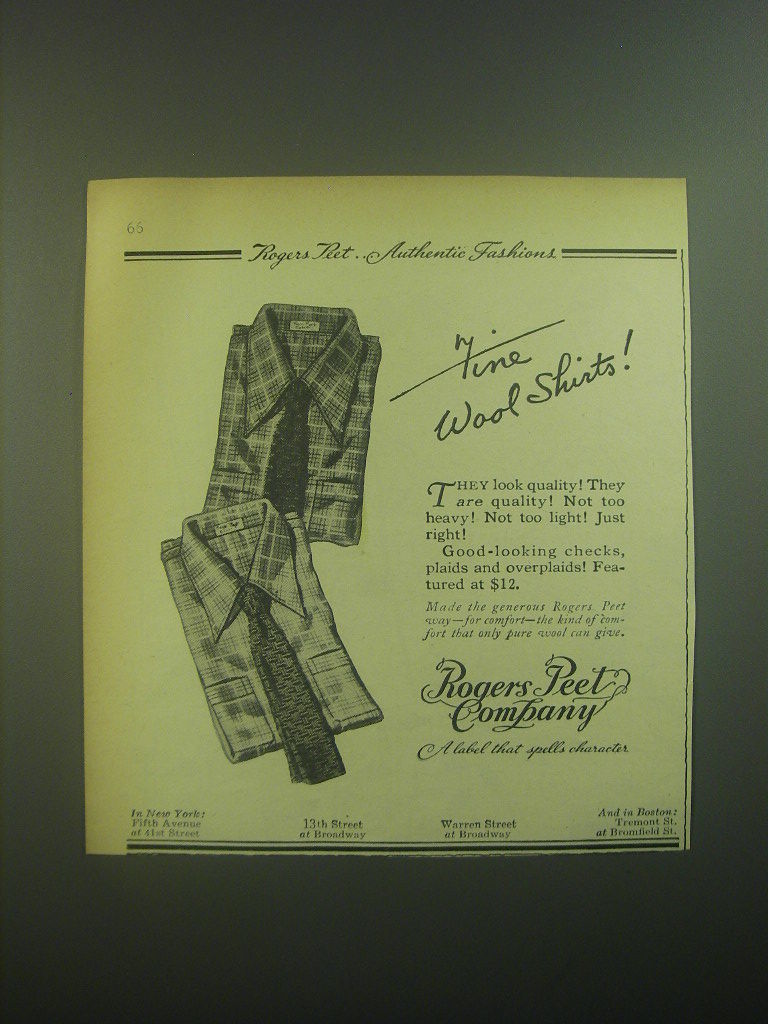 66
Rogers Peet.. Authentic Fashions
Fine
Wool Shirts!
THEY look quality! They
are quality! Not too
heavy! Not too light! Just
right!
Good-looking checks,
plaids and overplaids! Fea-
tured at $12.
Made the generous Rogers Peet
way—for comfort—the kind of com-
fort that only pure wool can give.
Rogers Peet
Company
A label that spells character
In New York:
Fifth Avenue
at 41st Street
13th Street
at Broadway
Warren Street
at Broadway
And in Boston:
Tremont St.
at Bromfield St.